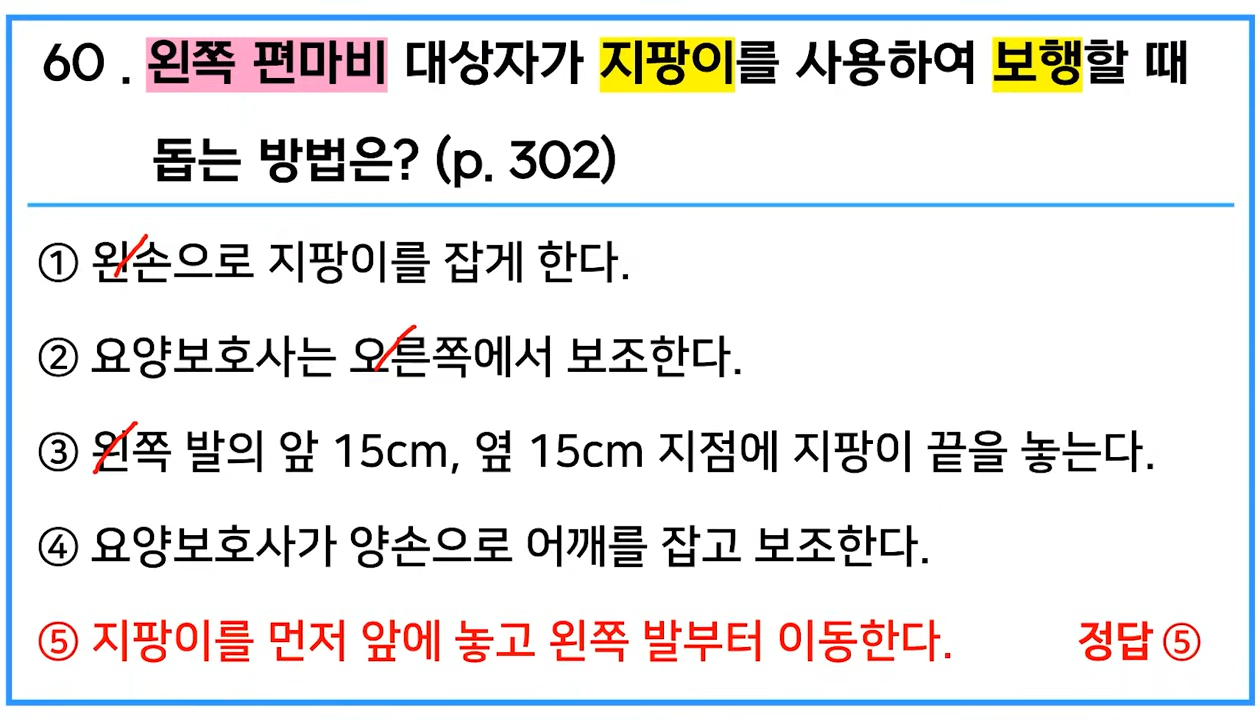 60 . 왼쪽 편마비 대상자가 지팡이를 사용하여 보행할 때
돕는 방법은? (p. 302)
① 왼손으로 지팡이를 잡게 한다.
② 요양보호사는 오른쪽에서 보조한다.
③ 왼쪽 발의 앞 15cm, 옆 15cm 지점에 지팡이 끝을 놓는다.
④ 요양보호사가 양손으로 어깨를 잡고 보조한다.
⑤ 지팡이를 먼저 앞에 놓고 왼쪽 발부터 이동한다. 정답 ⑤